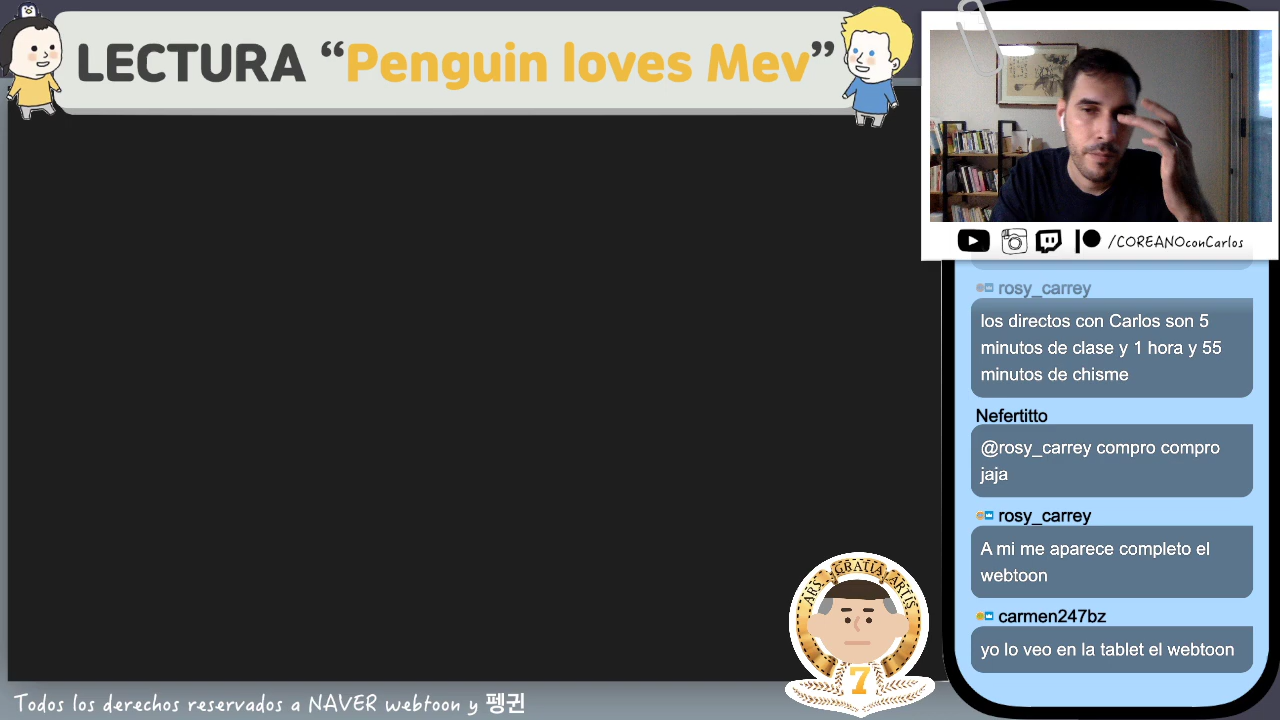 LECTURA “Penguin loves Mev”
/COREANOconCarlos
rosy_carrey
los directos con Carlos son 5
minutos de clase y 1 hora y 55
minutos de chisme
Nefertitto
@rosy_carrey compro compro
jaja
rosy_carrey
A mi me aparece completo el
webtoon
carmen247bz
yo lo veo en la tablet el webtoon
ARS GRATIA ARTIS
7
Todos los derechos reservados a NAVER webtoon y 펭귄